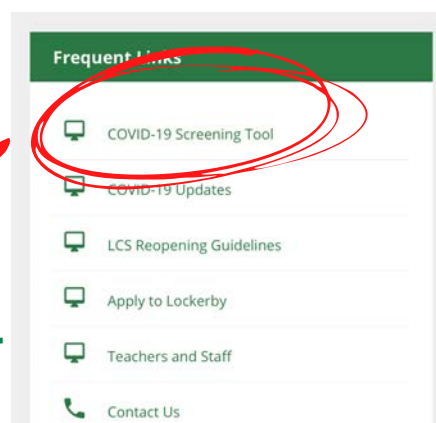 Frequent Links
COVID-19 Screening Tool
COVID-19 Updates
LCS Reopening Guidelines
Apply to Lockerby
Teachers and Staff
Contact Us